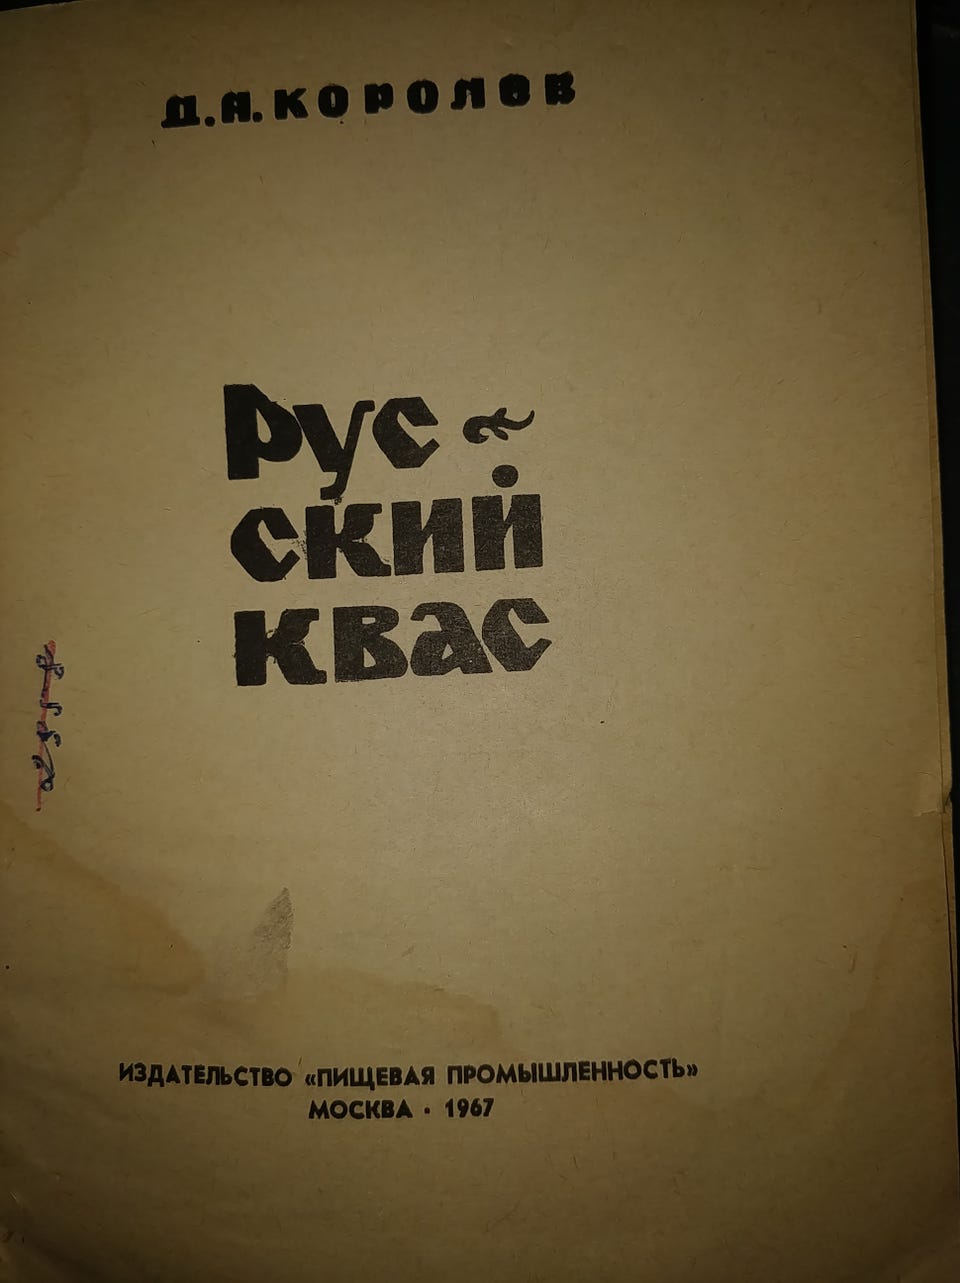 Д.А. КОРОЛЕВ
Рус-
ский
квас
ИЗДАТЕЛЬСТВО «ПИЩЕВАЯ ПРОМЫШЛЕННОСТЬ»
МОСКВА · 1967